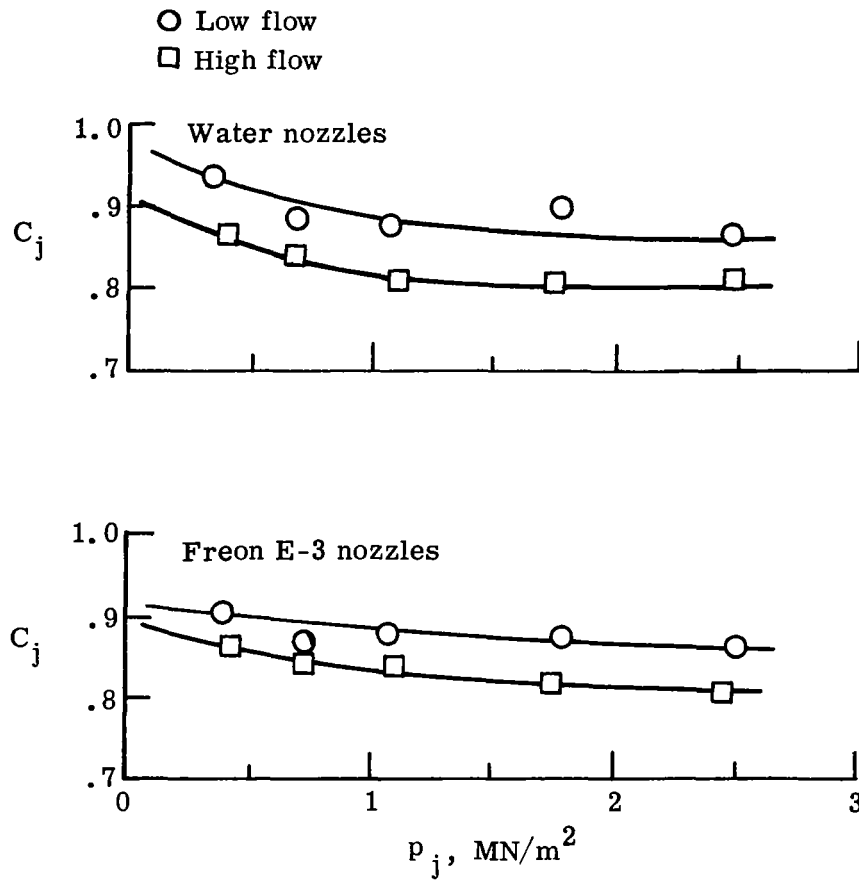 Low flow
High flow
1.0
Water nozzles
.9
C_j
.8
.7
1.0
Freon E-3 nozzles
.9
C_j
.8
.7
0 1 2 3
p_j, MN/m²